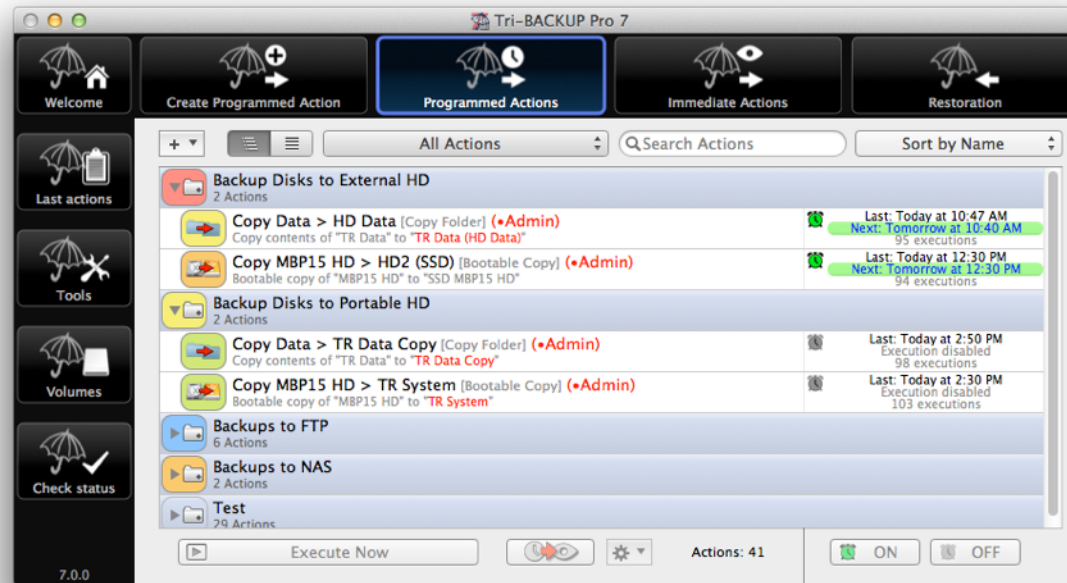 Tri-BACKUP Pro 7
Welcome
Create Programmed Action
Programmed Actions
Immediate Actions
Restoration
Last actions
Tools
Volumes
Check status
7.0.0
+
All Actions
Search Actions
Sort by Name
Backup Disks to External HD
2 Actions
Copy Data > HD Data [Copy Folder] (•Admin)
Copy contents of "TR Data" to "TR Data (HD Data)"
Last: Today at 10:47 AM
Next: Tomorrow at 10:40 AM
95 executions
Copy MBP15 HD > HD2 (SSD) [Bootable Copy] (•Admin)
Bootable copy of "MBP15 HD" to "SSD MBP15 HD"
Last: Today at 12:30 PM
Next: Tomorrow at 12:30 PM
94 executions
Backup Disks to Portable HD
2 Actions
Copy Data > TR Data Copy [Copy Folder] (•Admin)
Copy contents of "TR Data" to "TR Data Copy"
Last: Today at 2:50 PM
Execution disabled
98 executions
Copy MBP15 HD > TR System [Bootable Copy] (•Admin)
Bootable copy of "MBP15 HD" to "TR System"
Last: Today at 2:30 PM
Execution disabled
103 executions
Backups to FTP
6 Actions
Backups to NAS
2 Actions
Test
29 Actions
Execute Now
Actions: 41
ON
OFF